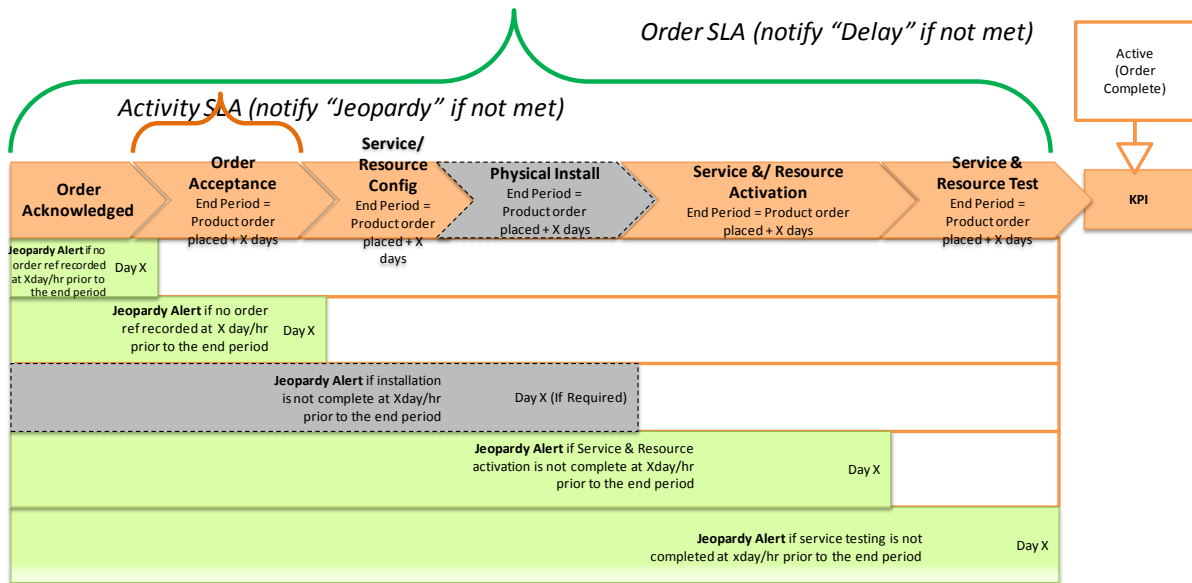 Order SLA (notify “Delay” if not met)
Active
(Order
Complete)
Activity SLA (notify “Jeopardy” if not met)
Order
Acknowledged
Order
Acceptance
End Period =
Product order
placed + X days
Service/
Resource
Config
End Period =
Product order
placed + X
days
Physical Install
End Period =
Product order
placed + X days
Service &/ Resource
Activation
End Period = Product order
placed + X days
Service &
Resource Test
End Period =
Product order
placed + X days
KPI
Jeopardy Alert if no
order ref recorded
at Xday/hr prior to
the end period
Day X
Jeopardy Alert if no order
ref recorded at X day/hr
prior to the end period
Day X
Jeopardy Alert if installation
is not complete at Xday/hr
prior to the end period
Day X (If Required)
Jeopardy Alert if Service & Resource
activation is not complete at Xday/hr
prior to the end period
Day X
Jeopardy Alert if service testing is not
completed at xday/hr prior to the end period
Day X